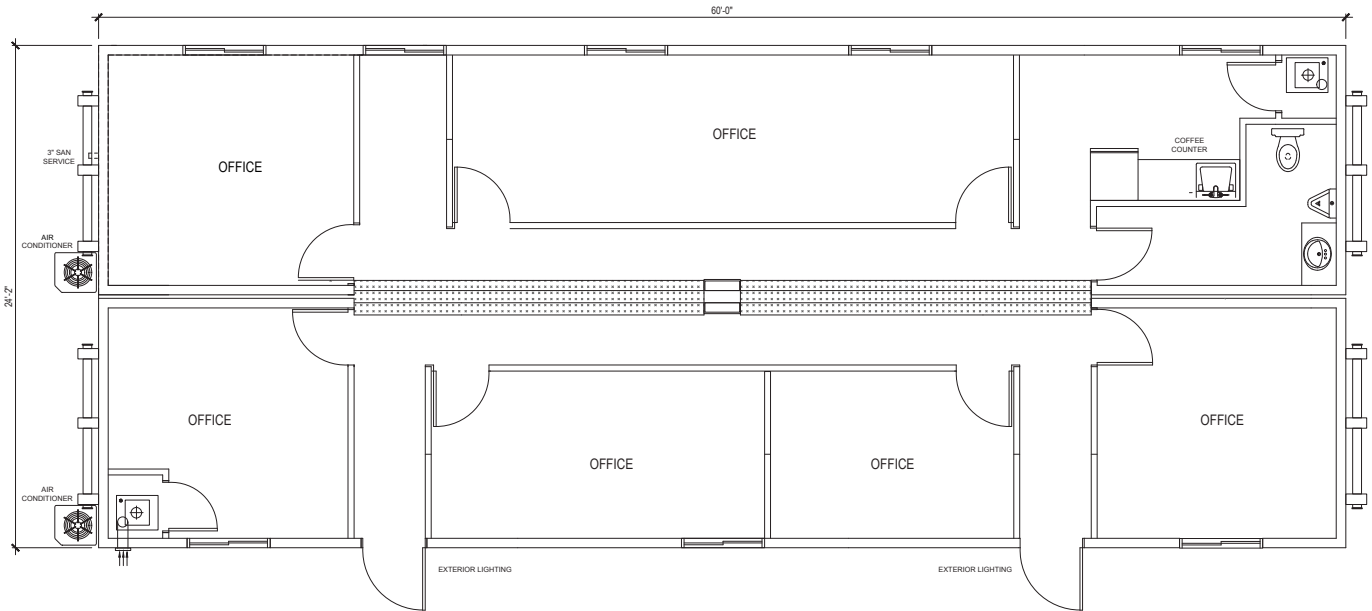 60'-0"
OFFICE
COFFEE
COUNTER
3" SAN
SERVICE
OFFICE
AIR
CONDITIONER
24'-2"
OFFICE
OFFICE
OFFICE
OFFICE
AIR
CONDITIONER
EXTERIOR LIGHTING
EXTERIOR LIGHTING